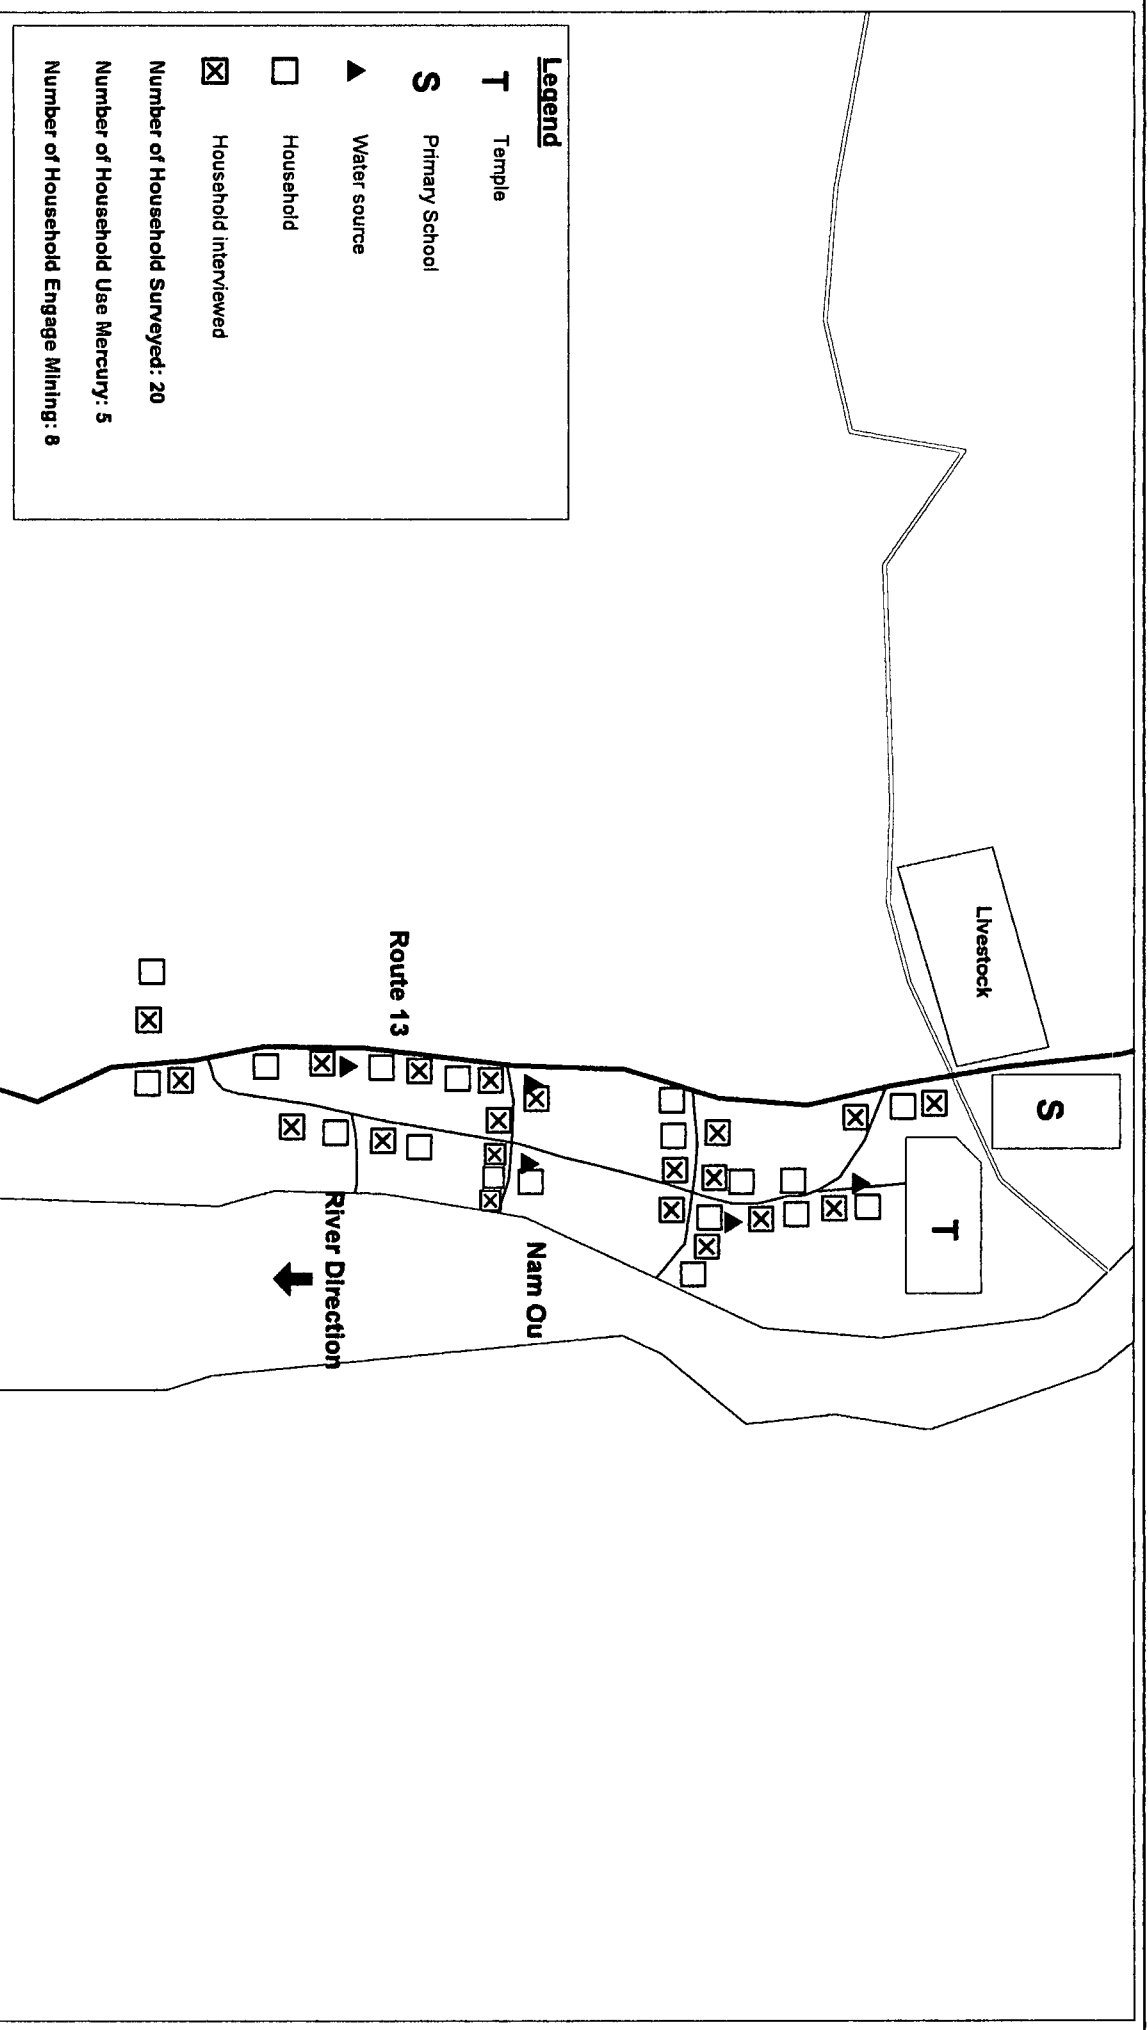 Legend
T Temple
S Primary School
Water source
Household
Household interviewed
Number of Household Surveyed: 20
Number of Household Use Mercury: 5
Number of Household Engage Mining: 8
Livestock
S
T
Route 13
Nam Ou
River Direction